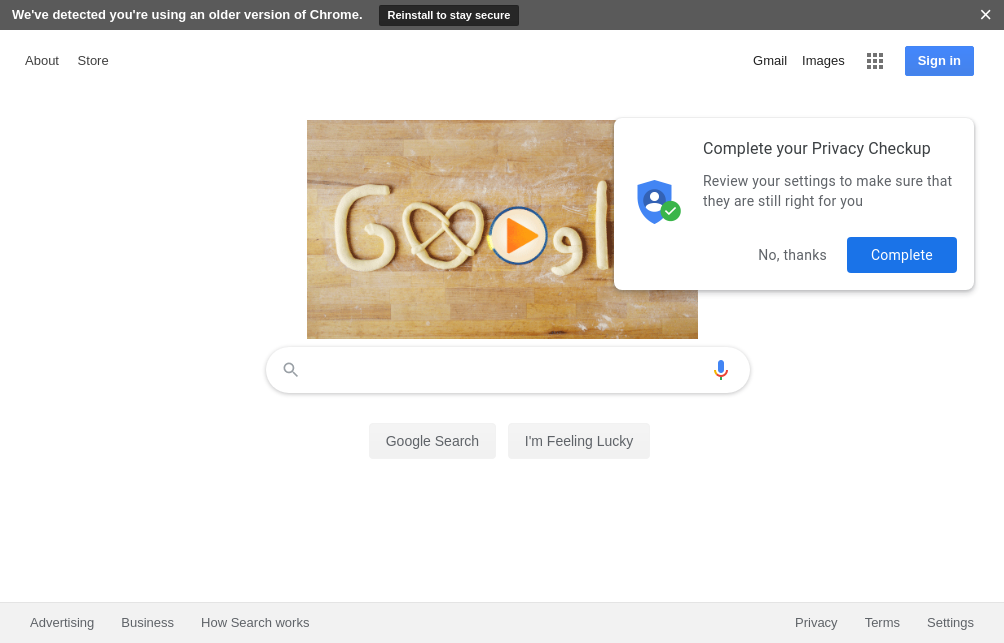 We've detected you're using an older version of Chrome. Reinstall to stay secure
About Store Gmail Images Sign in
Complete your Privacy Checkup
Review your settings to make sure that
they are still right for you
No, thanks Complete
Google Search I'm Feeling Lucky
Advertising Business How Search works Privacy Terms Settings